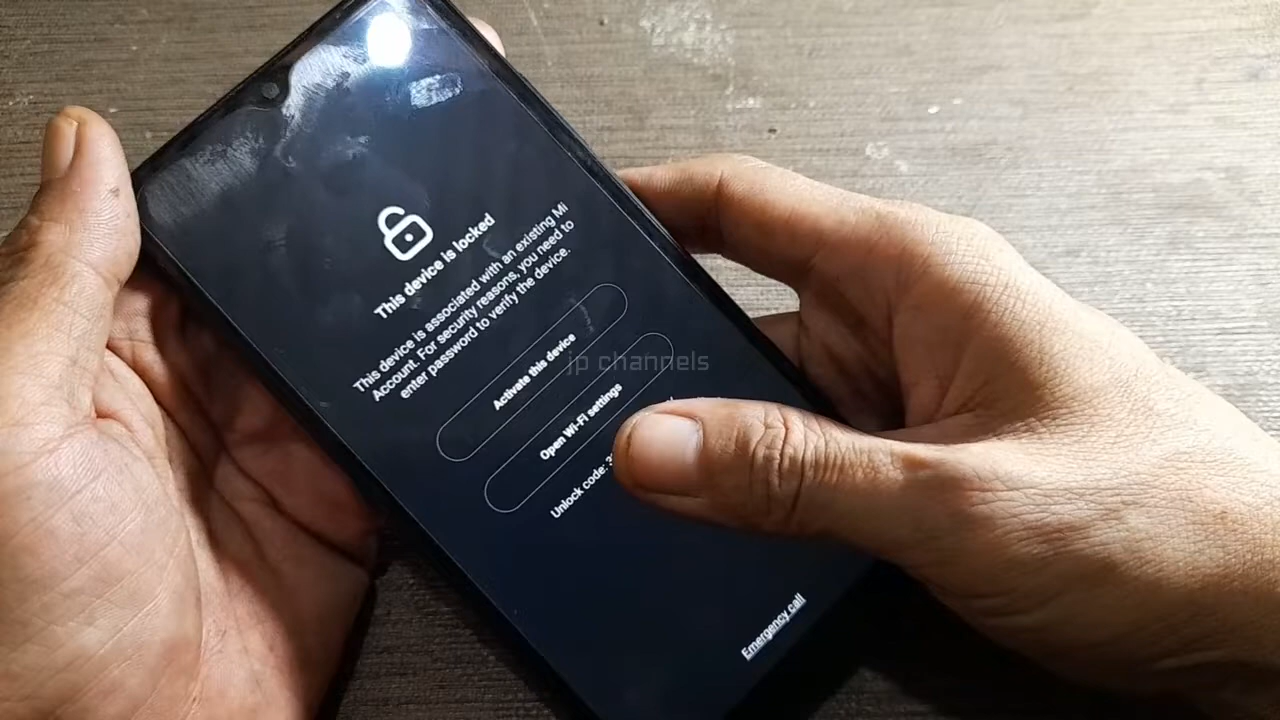 This device is locked
This device is associated with an existing Mi
Account. For security reasons, you need to
enter password to verify the device.
Activate this device
jp channels
Open Wi-Fi settings
Unlock code:
Emergency call